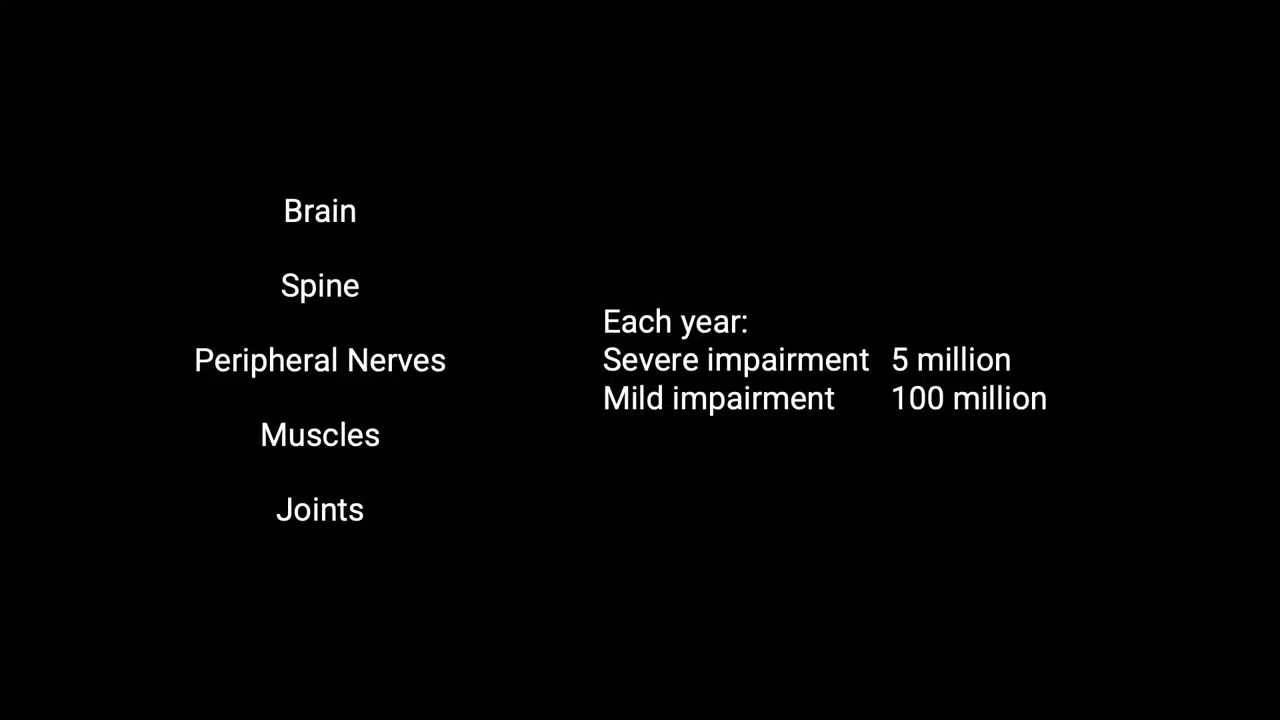 Brain
Spine
Peripheral Nerves
Muscles
Joints
Each year:
Severe impairment 5 million
Mild impairment 100 million